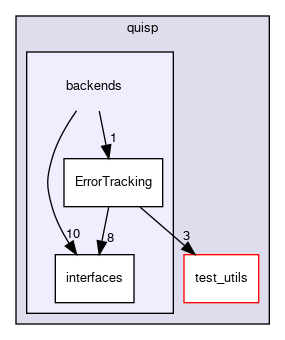 quisp
backends
1
ErrorTracking
10
8
3
interfaces
test_utils